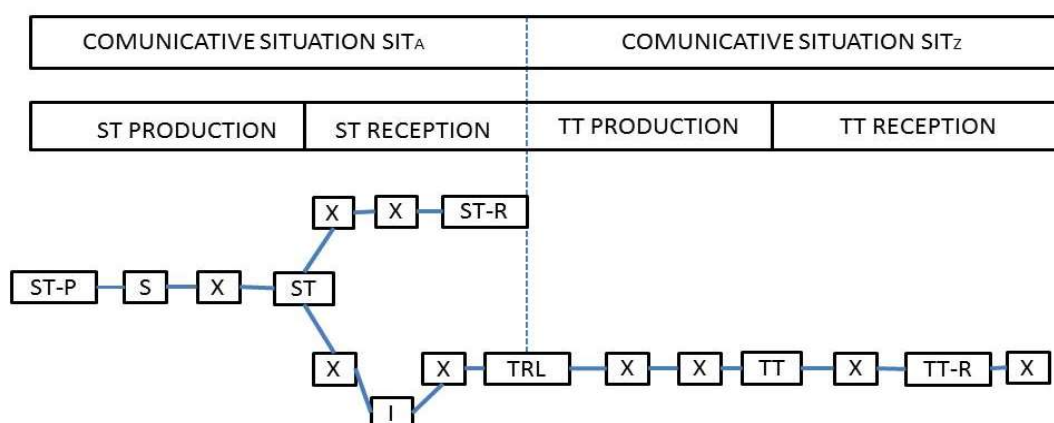 COMUNICATIVE SITUATION SITA COMUNICATIVE SITUATION SITZ
ST PRODUCTION ST RECEPTION TT PRODUCTION TT RECEPTION
X X ST-R
ST-P S X ST
X X TRL X X TT X TT-R X
I